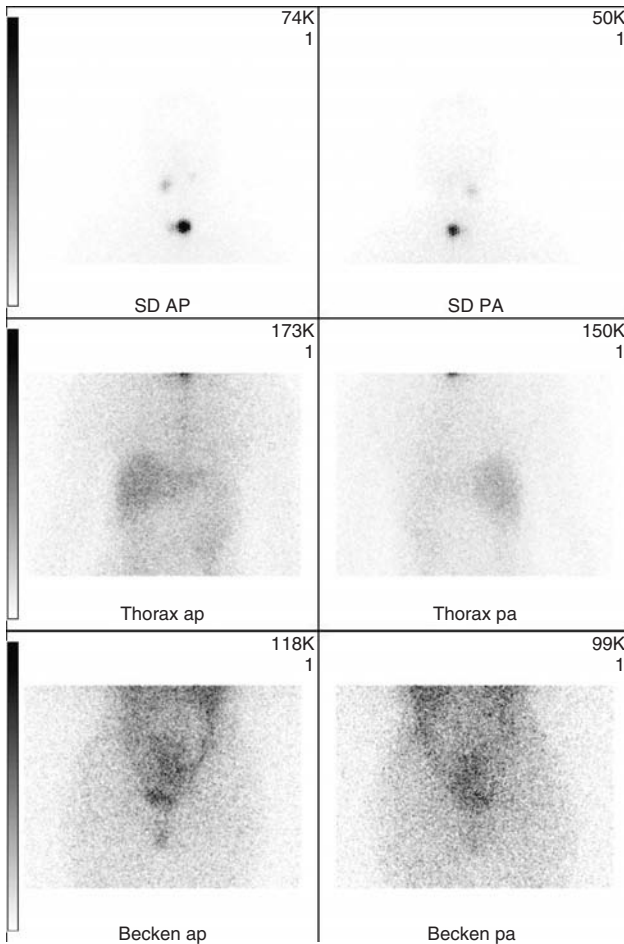 74K
1
SD AP
50K
1
SD PA
173K
1
Thorax ap
150K
1
Thorax pa
118K
1
Becken ap
99K
1
Becken pa